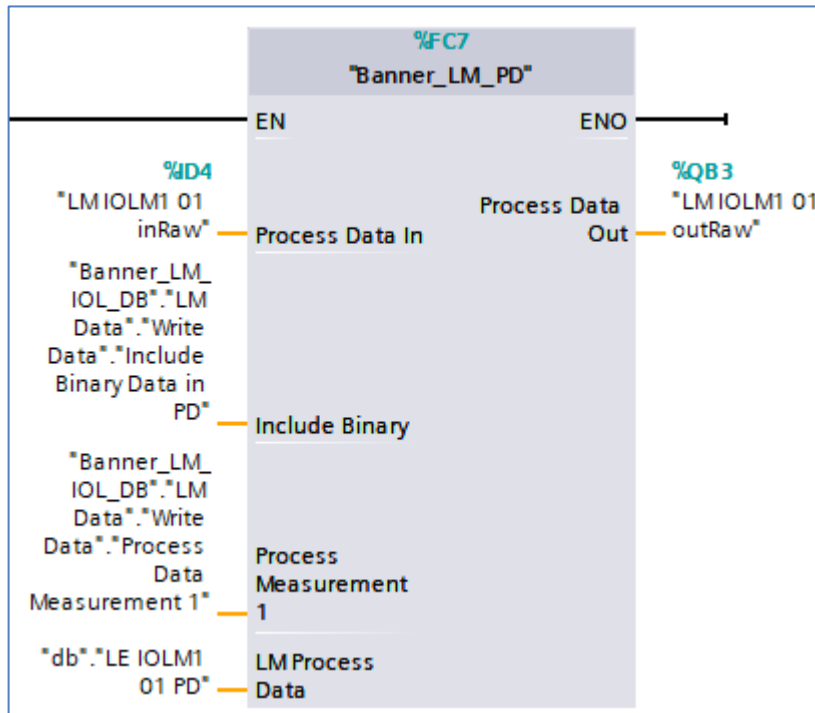 %FC7
"Banner_LM_PD"
EN
ENO
%ID4
"LM IOLM1 01
inRaw"
Process Data In
Process Data
Out
%QB3
"LM IOLM1 01
outRaw"
"Banner_LM_
IOL_DB"."LM
Data"."Write
Data"."Include
Binary Data in
PD"
Include Binary
"Banner_LM_
IOL_DB"."LM
Data"."Write
Data"."Process
Data
Measurement 1"
Process
Measurement
1
"db"."LE IOLM1
01 PD"
LM Process
Data